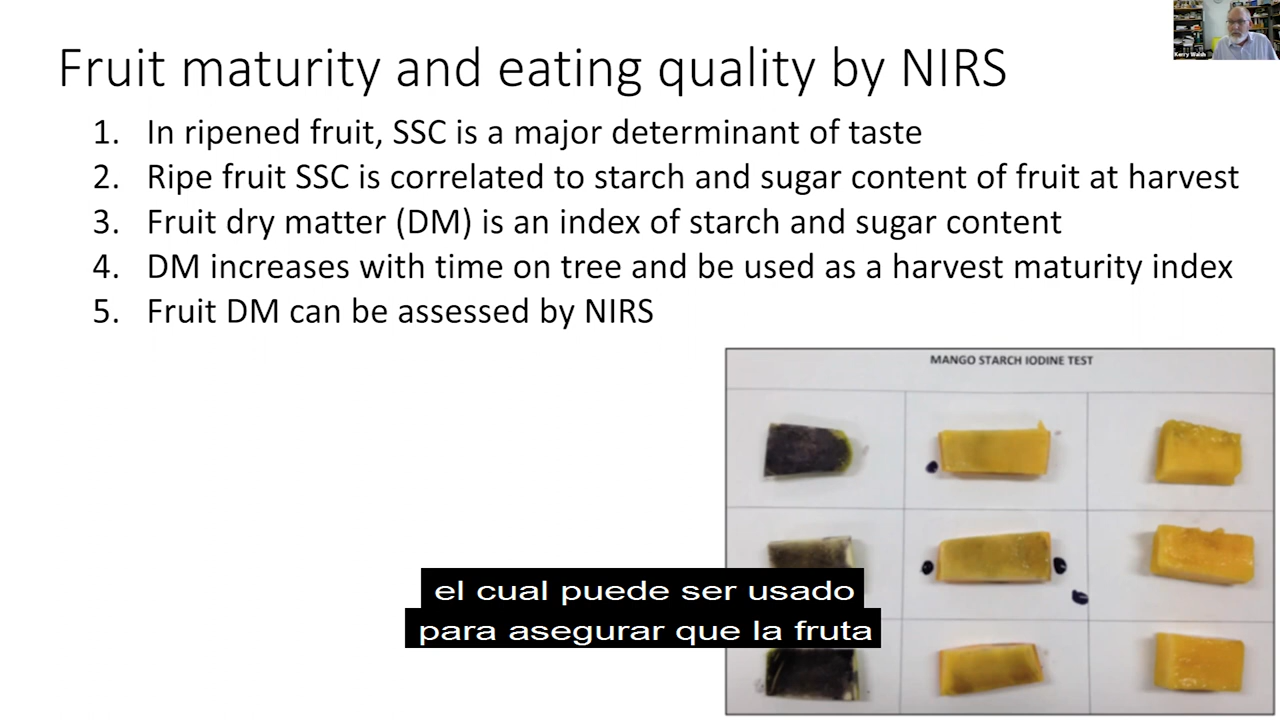 Fruit maturity and eating quality by NIRS
Kerry Walsh
1. In ripened fruit, SSC is a major determinant of taste
2. Ripe fruit SSC is correlated to starch and sugar content of fruit at harvest
3. Fruit dry matter (DM) is an index of starch and sugar content
4. DM increases with time on tree and be used as a harvest maturity index
5. Fruit DM can be assessed by NIRS
MANGO STARCH IODINE TEST
el cual puede ser usado
para asegurar que la fruta